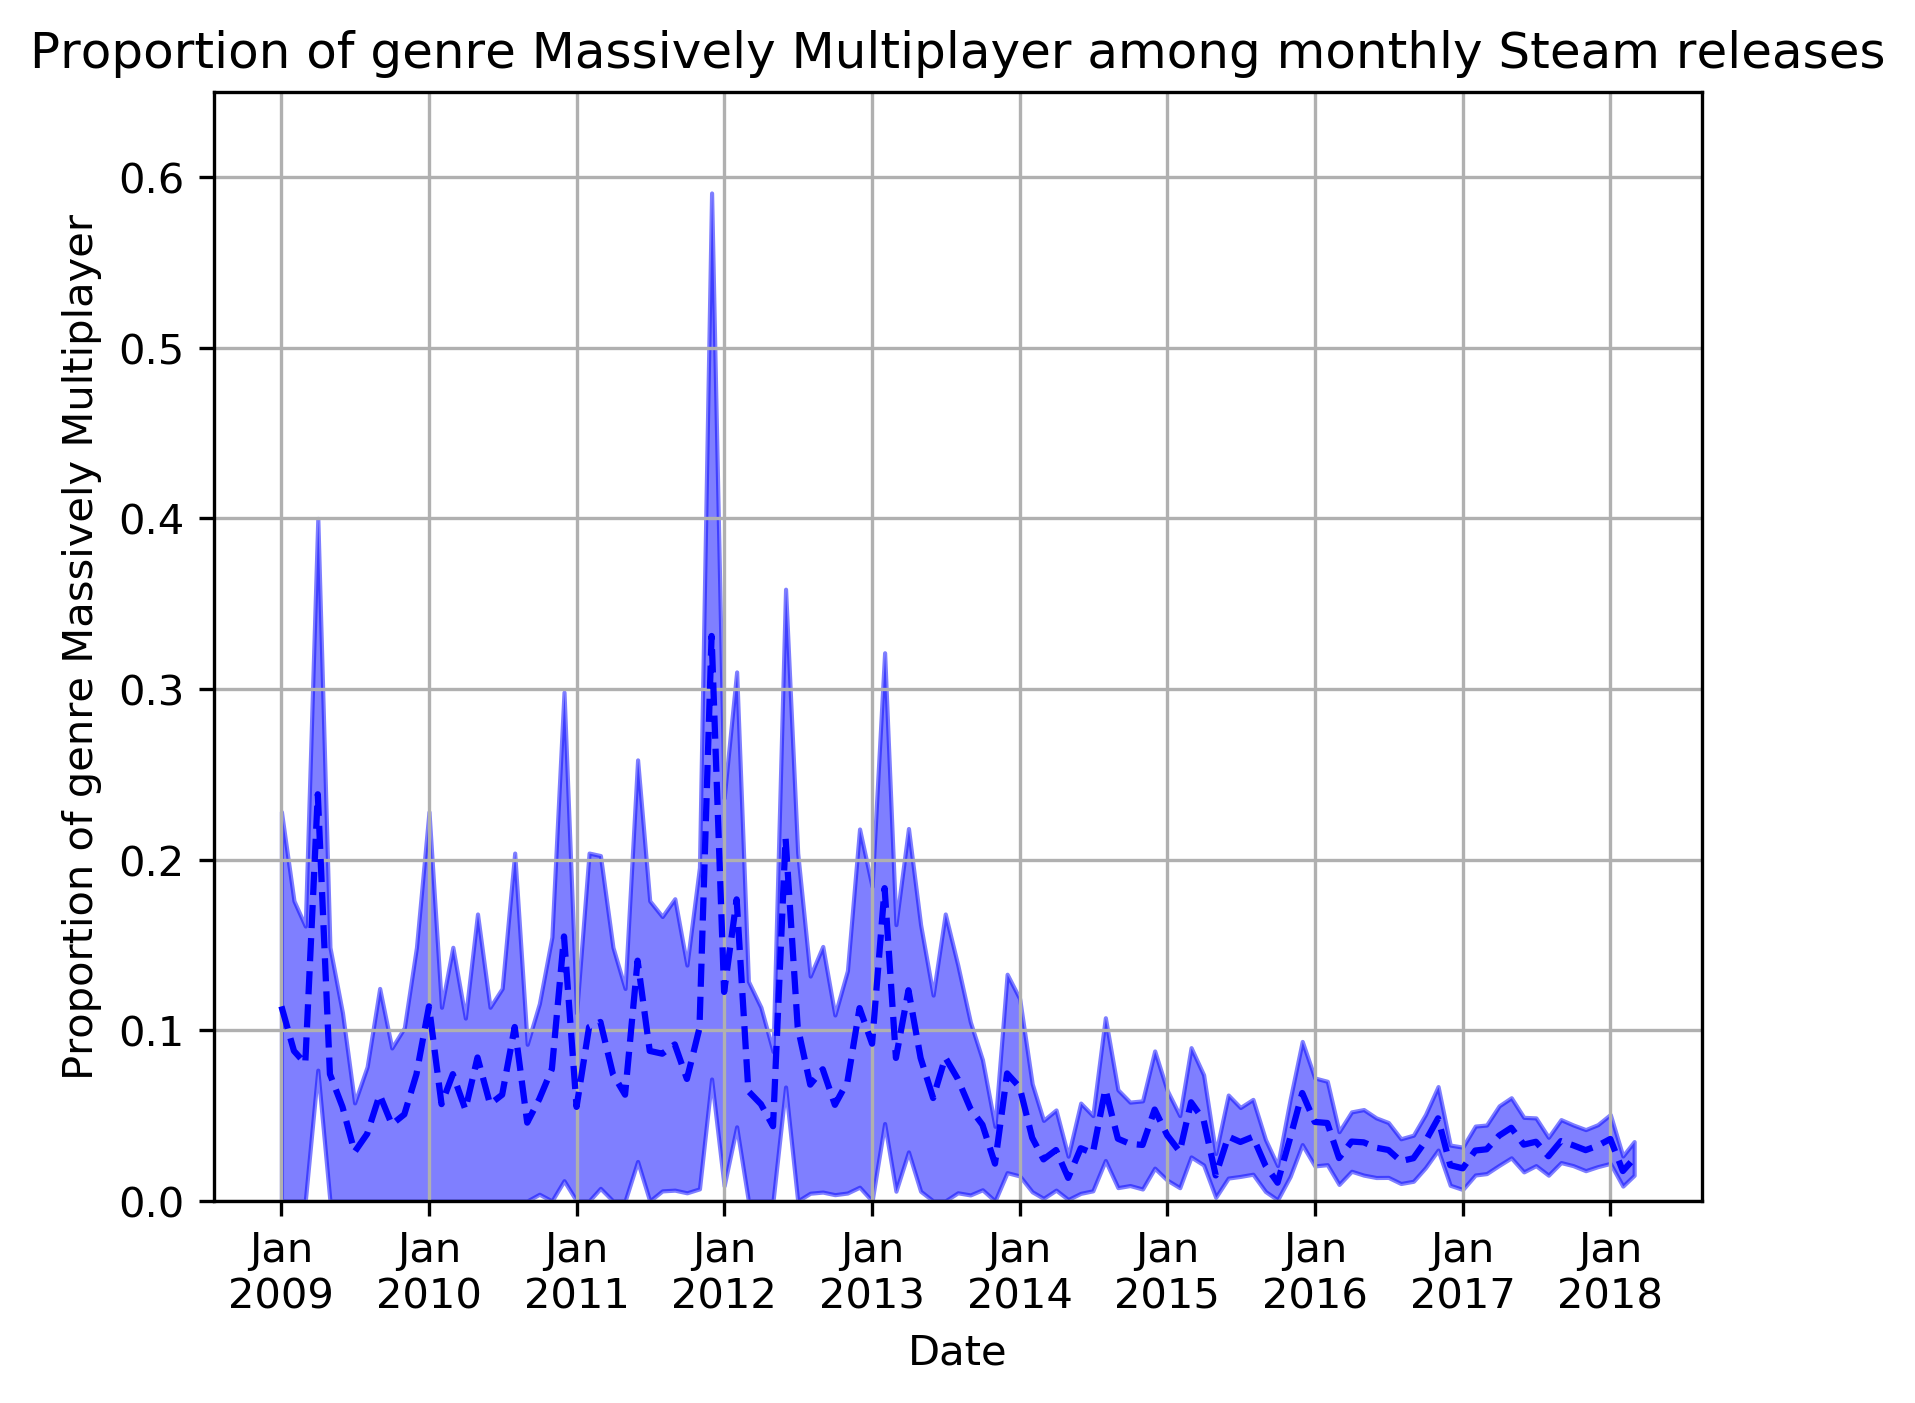 Proportion of genre Massively Multiplayer among monthly Steam releases
Proportion of genre Massively Multiplayer
0.6
0.5
0.4
0.3
0.2
0.1
0.0
Jan Jan Jan Jan Jan Jan Jan Jan Jan Jan
2009 2010 2011 2012 2013 2014 2015 2016 2017 2018
Date